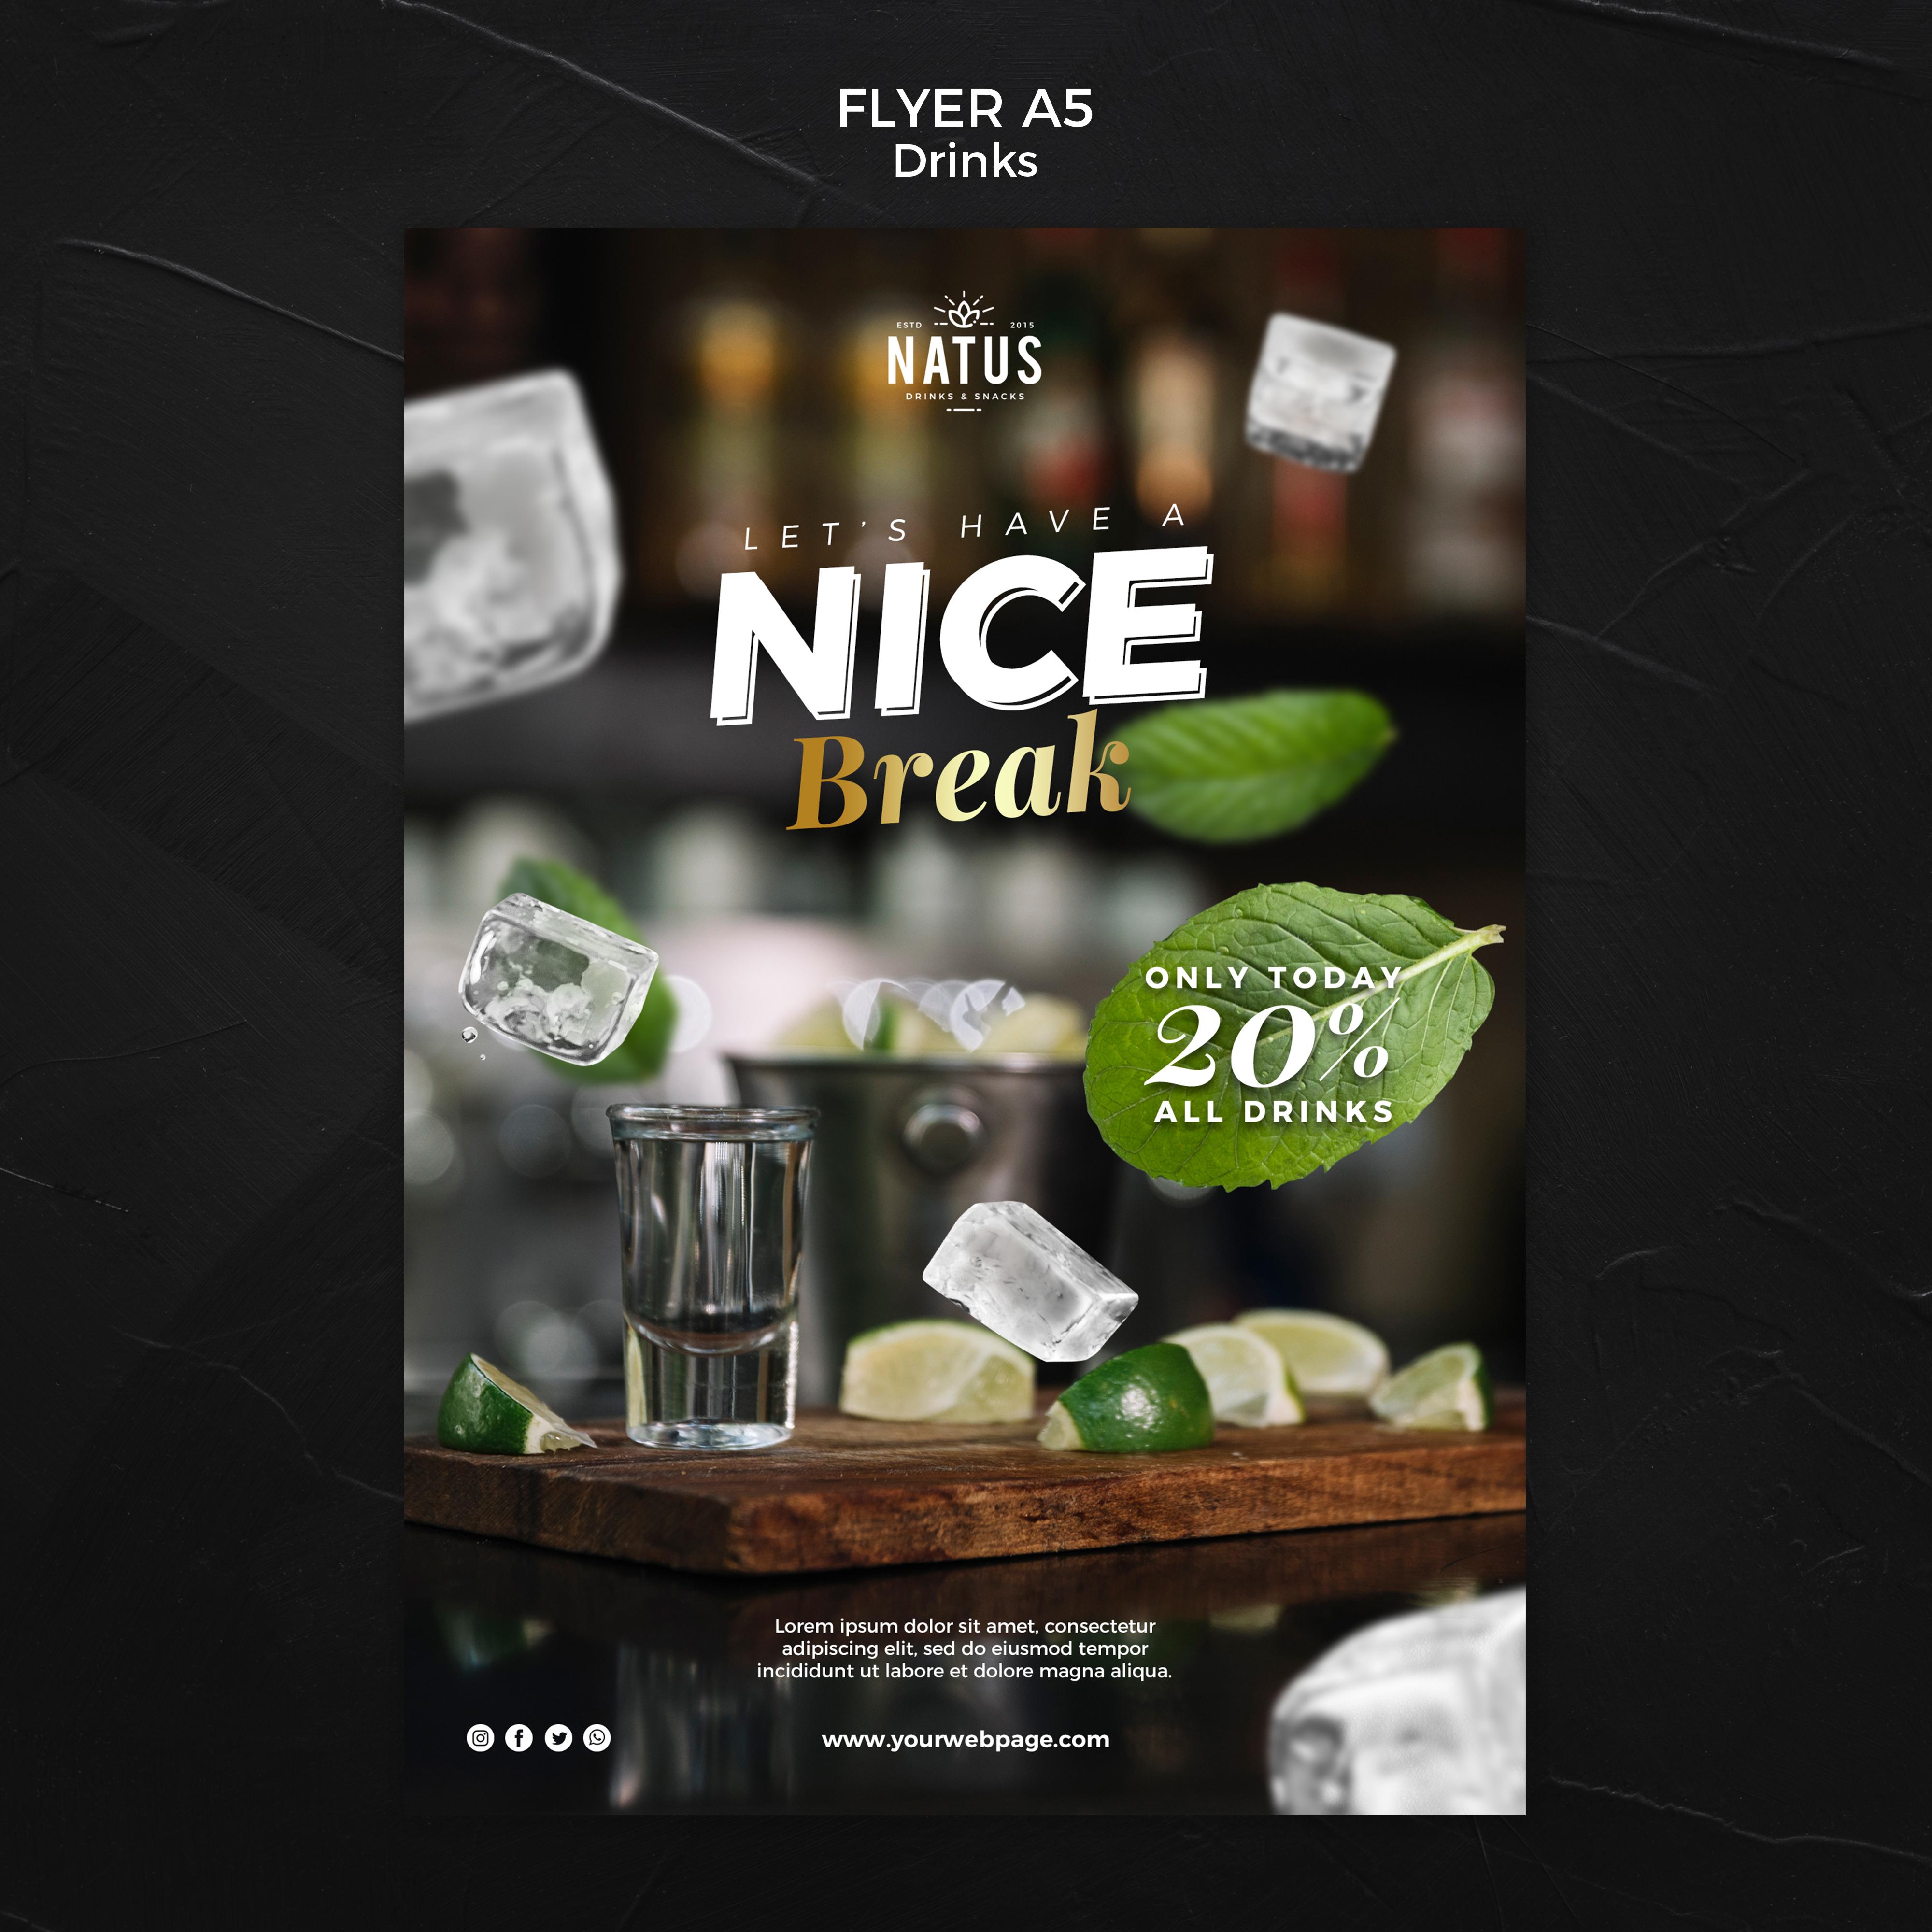 FLYER A5
Drinks
ESTD 2015
NATUS
DRINKS & SNACKS
LET'S HAVE A
NICE
Break
ONLY TODAY
20%
ALL DRINKS
Lorem ipsum dolor sit amet, consectetur
adipiscing elit, sed do eiusmod tempor
incididunt ut labore et dolore magna aliqua.
www.yourwebpage.com